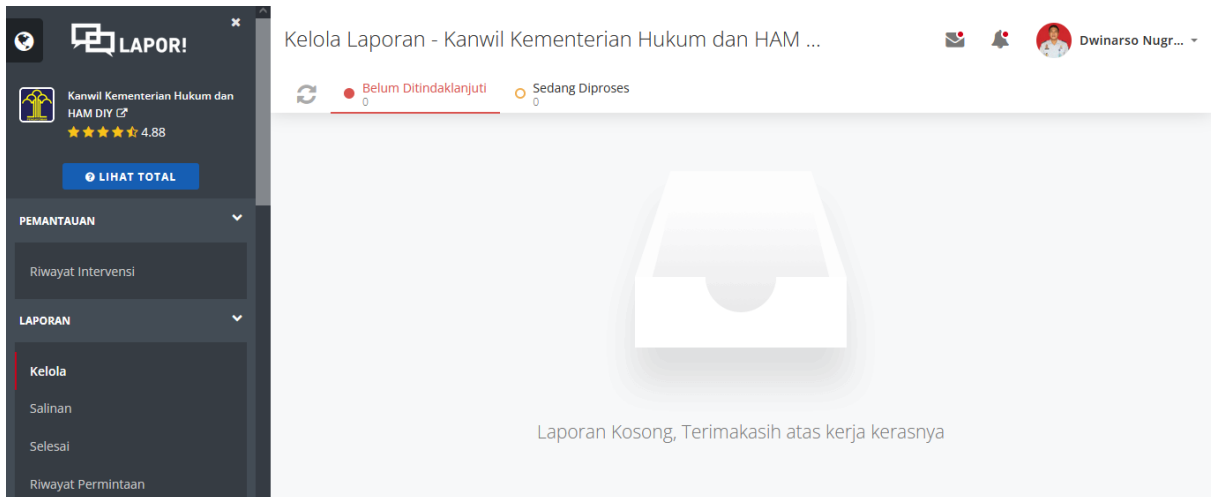 LAPOR!
×
Kanwil Kementerian Hukum dan
HAM DIY
4.88
LIHAT TOTAL
PEMANTAUAN
Riwayat Intervensi
LAPORAN
Kelola
Salinan
Selesai
Riwayat Permintaan
Kelola Laporan - Kanwil Kementerian Hukum dan HAM ...
Dwinarso Nugr...
Belum Ditindaklanjuti
0
Sedang Diproses
0
Laporan Kosong, Terimakasih atas kerja kerasnya